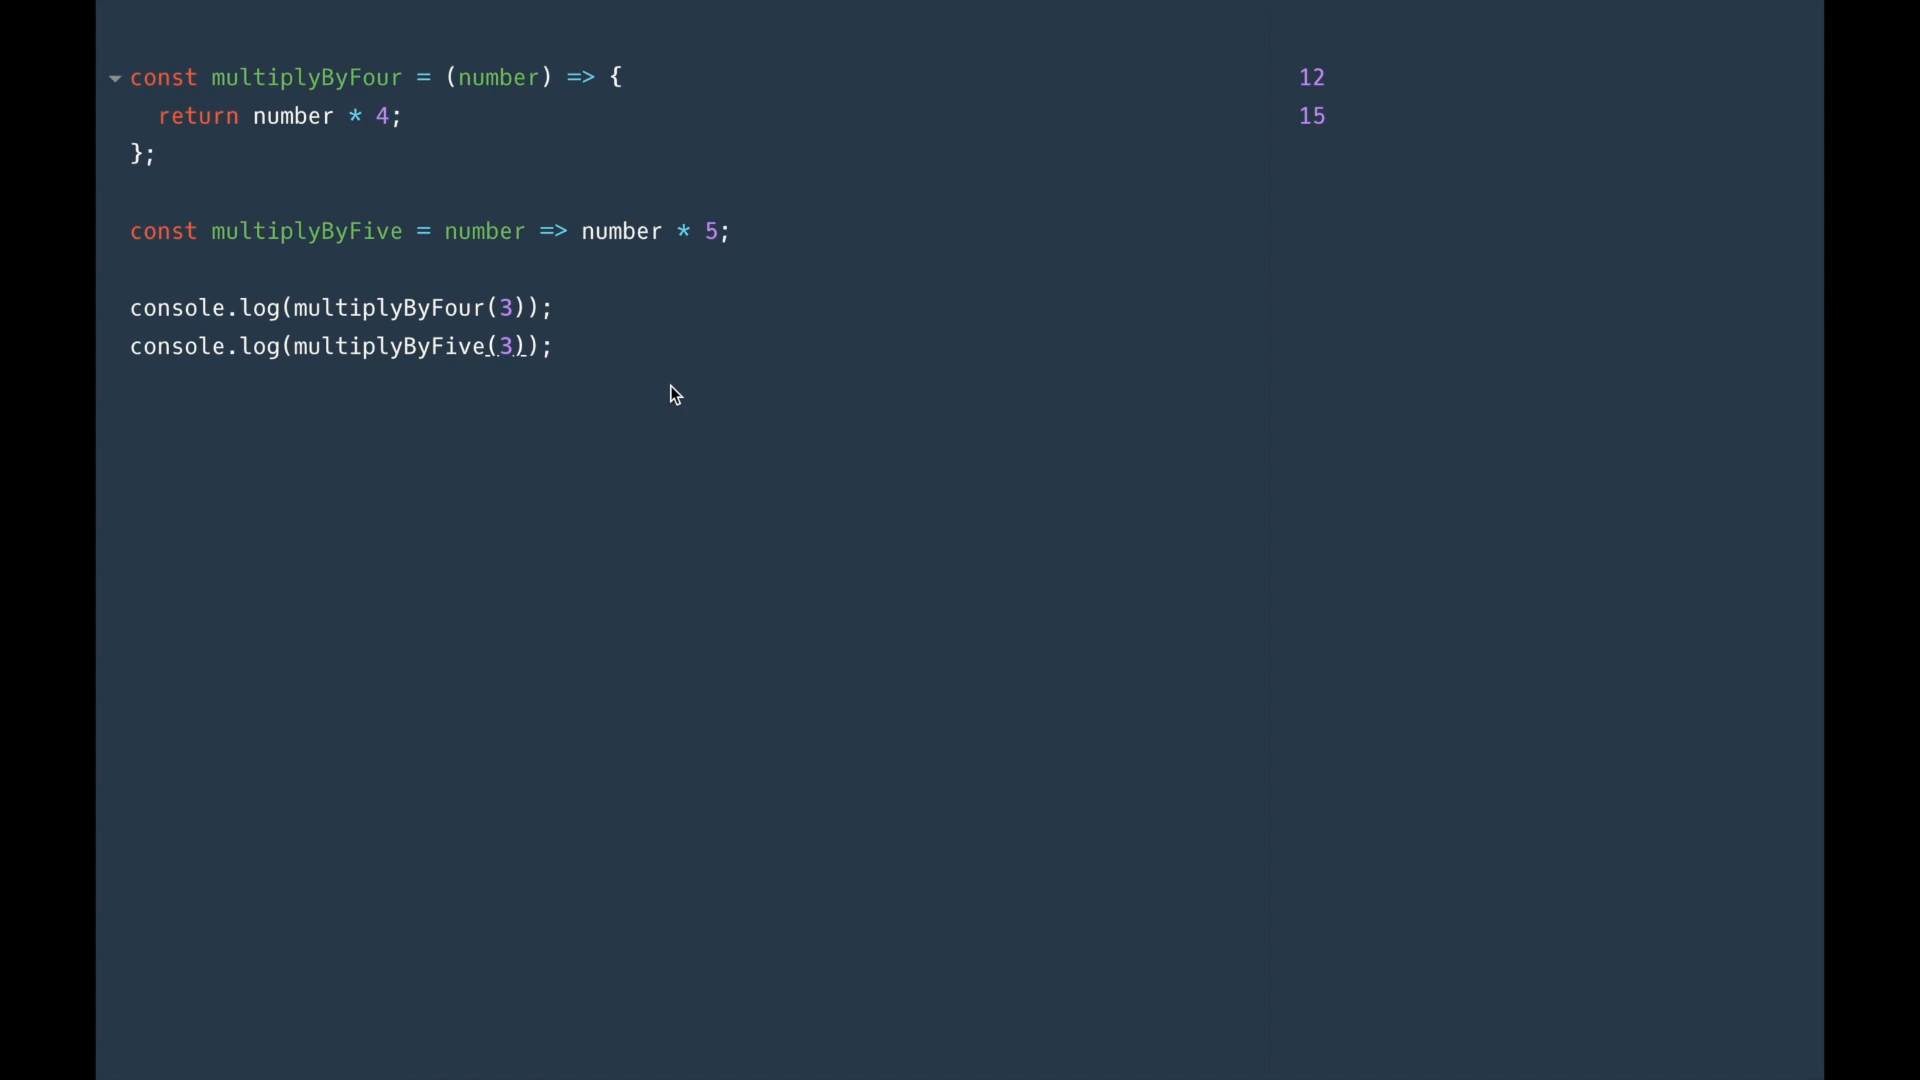 const multiplyByFour = (number) => {
  return number * 4;
};
const multiplyByFive = number => number * 5;
console.log(multiplyByFour(3));
console.log(multiplyByFive(3));
12
15